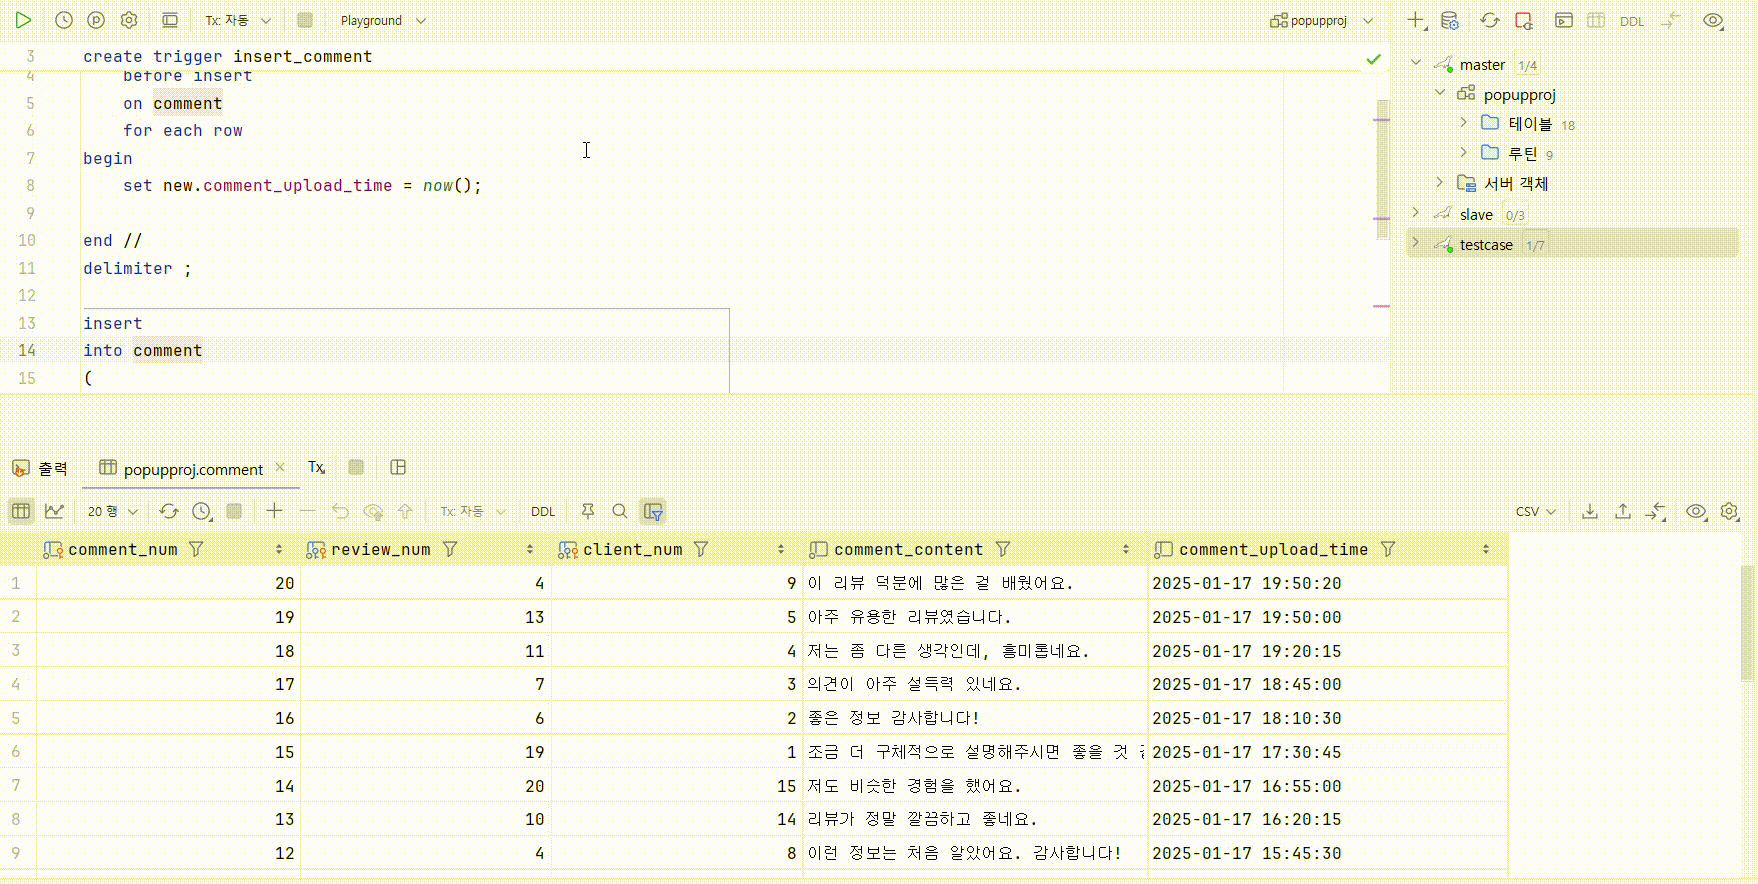 Tx: 자동 Playground popupproj DDL
3 create trigger insert_comment
4 before insert
5 on comment
6 for each row
7 begin
8 set new.comment_upload_time = now();
9
10 end //
11 delimiter ;
12
13 insert
14 into comment
15 (
master 1/4
popupproj
테이블 18
루틴 9
서버 객체
slave 0/3
testcase 1/7
출력 popupproj.comment Tx
20 행 Tx: 자동 DDL CSV
comment_num review_num client_num comment_content comment_upload_time
1 20 4 9 이 리뷰 덕분에 많은 걸 배웠어요. 2025-01-17 19:50:20
2 19 13 5 아주 유용한 리뷰였습니다. 2025-01-17 19:50:00
3 18 11 4 저는 좀 다른 생각인데, 흥미롭네요. 2025-01-17 19:20:15
4 17 7 3 의견이 아주 설득력 있네요. 2025-01-17 18:45:00
5 16 6 2 좋은 정보 감사합니다! 2025-01-17 18:10:30
6 15 19 1 조금 더 구체적으로 설명해주시면 좋을 것 2025-01-17 17:30:45
7 14 20 15 저도 비슷한 경험을 했어요. 2025-01-17 16:55:00
8 13 10 14 리뷰가 정말 깔끔하고 좋네요. 2025-01-17 16:20:15
9 12 4 8 이런 정보는 처음 알았어요. 감사합니다! 2025-01-17 15:45:30